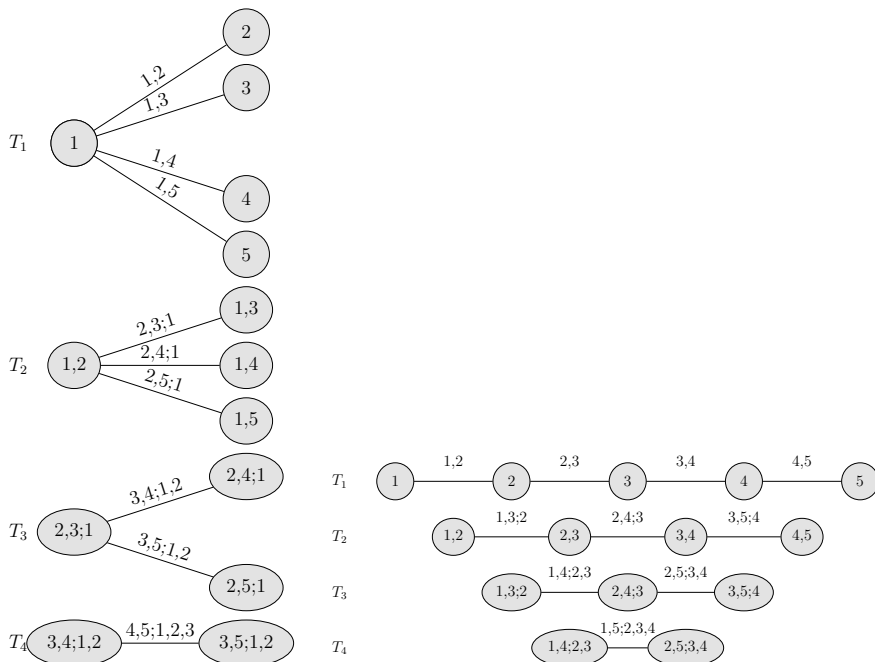 2
1,2
3
1,3
T1 1
1,4
4
1,5
5
1,3
2,3;1
T2 1,2 2,4;1 1,4
2,5;1
1,5
2,4;1
3,4;1,2
T3 2,3;1
3,5;1,2
2,5;1
T4 3,4;1,2 4,5;1,2,3 3,5;1,2
1,2 2,3 3,4 4,5
T1 1 2 3 4 5
1,3;2 2,4;3 3,5;4
T2 1,2 2,3 3,4 4,5
1,4;2,3 2,5;3,4
T3 1,3;2 2,4;3 3,5;4
1,5;2,3,4
T4 1,4;2,3 2,5;3,4